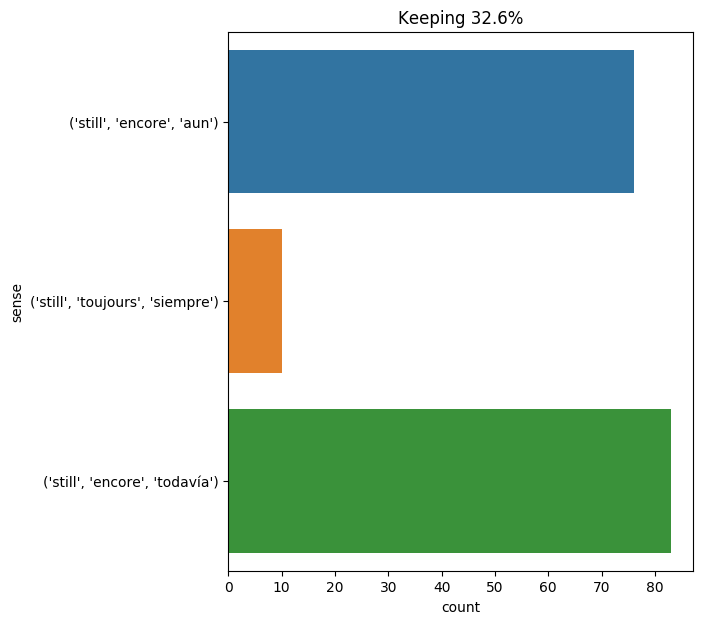 Keeping 32.6%
('still', 'encore', 'aun')
('still', 'toujours', 'siempre')
('still', 'encore', 'todavía')
sense
0 10 20 30 40 50 60 70 80
count